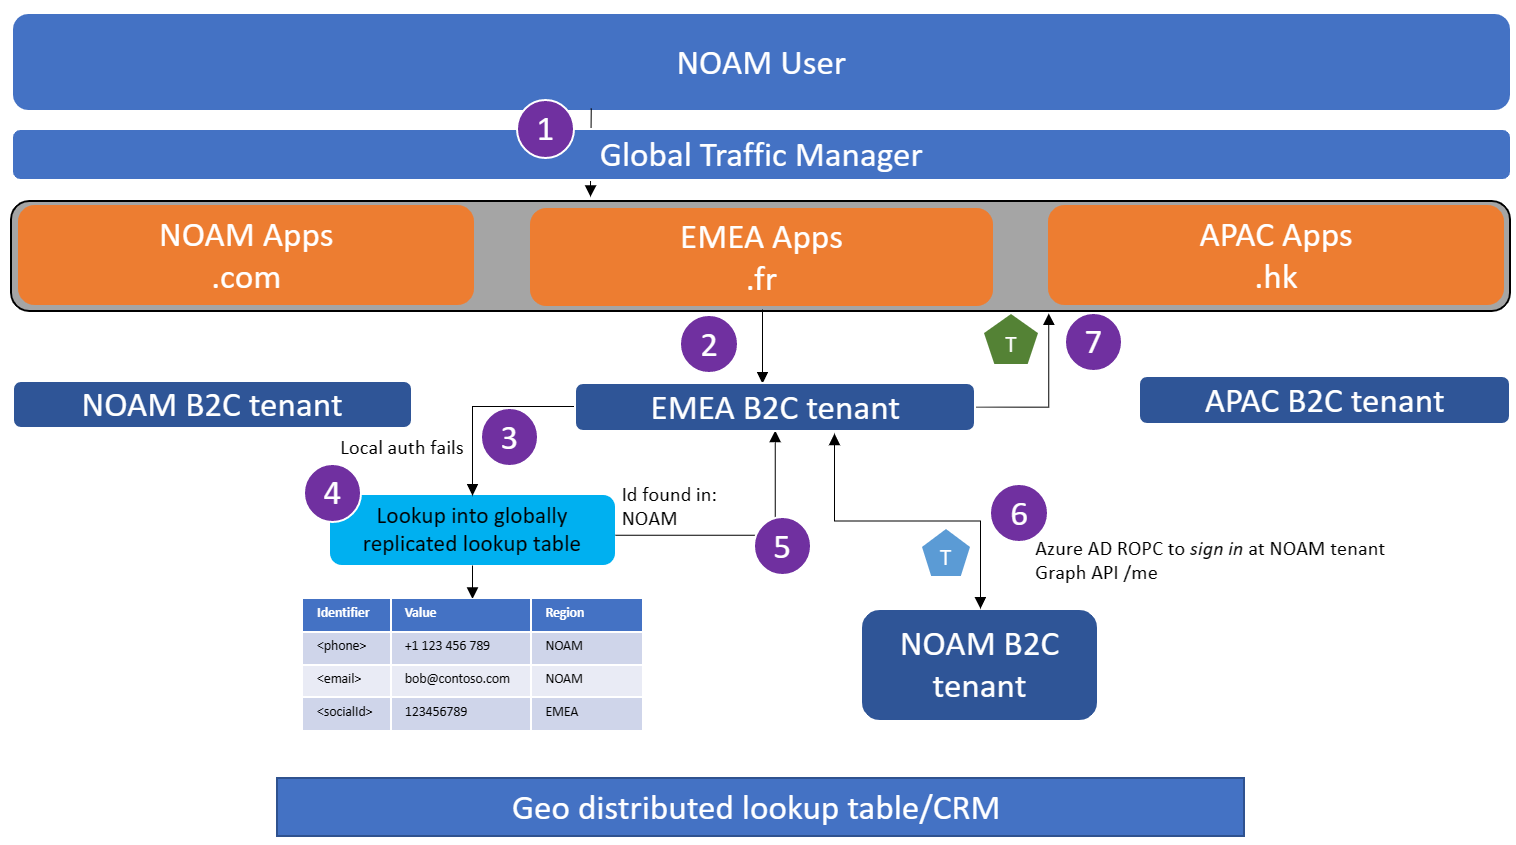 NOAM User
1
Global Traffic Manager
NOAM Apps
.com
EMEA Apps
.fr
APAC Apps
.hk
2
T
7
NOAM B2C tenant
EMEA B2C tenant
APAC B2C tenant
3
Local auth fails
4
Lookup into globally
replicated lookup table
Id found in:
NOAM
5
6
T
Azure AD ROPC to sign in at NOAM tenant
Graph API /me
Identifier Value Region
<phone> +1 123 456 789 NOAM
<email> bob@contoso.com NOAM
<socialId> 123456789 EMEA
NOAM B2C
tenant
Geo distributed lookup table/CRM